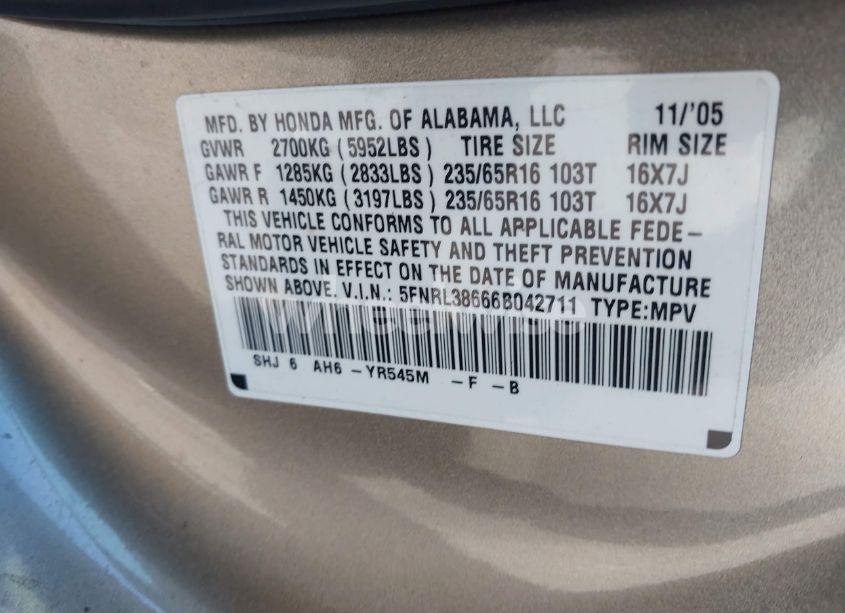 MFD. BY HONDA MFG. OF ALABAMA, LLC 11/'05
GVWR 2700KG (5952LBS) TIRE SIZE RIM SIZE
GAWR F 1285KG (2833LBS) 235/65R16 103T 16X7J
GAWR R 1450KG (3197LBS) 235/65R16 103T 16X7J
THIS VEHICLE CONFORMS TO ALL APPLICABLE FEDE-
RAL MOTOR VEHICLE SAFETY AND THEFT PREVENTION
STANDARDS IN EFFECT ON THE DATE OF MANUFACTURE
SHOWN ABOVE. V.I.N.: 5FNRL38666B042711 TYPE:MPV
SHJ 6 AH6 -YR545M -F -B